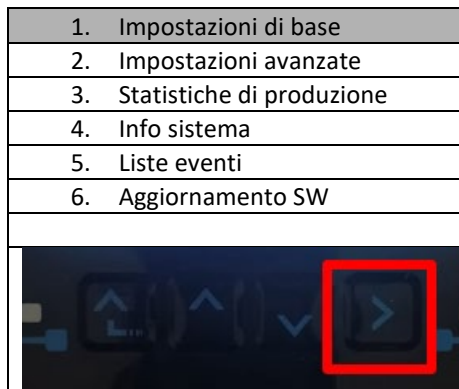 1. Impostazioni di base
2. Impostazioni avanzate
3. Statistiche di produzione
4. Info sistema
5. Liste eventi
6. Aggiornamento SW